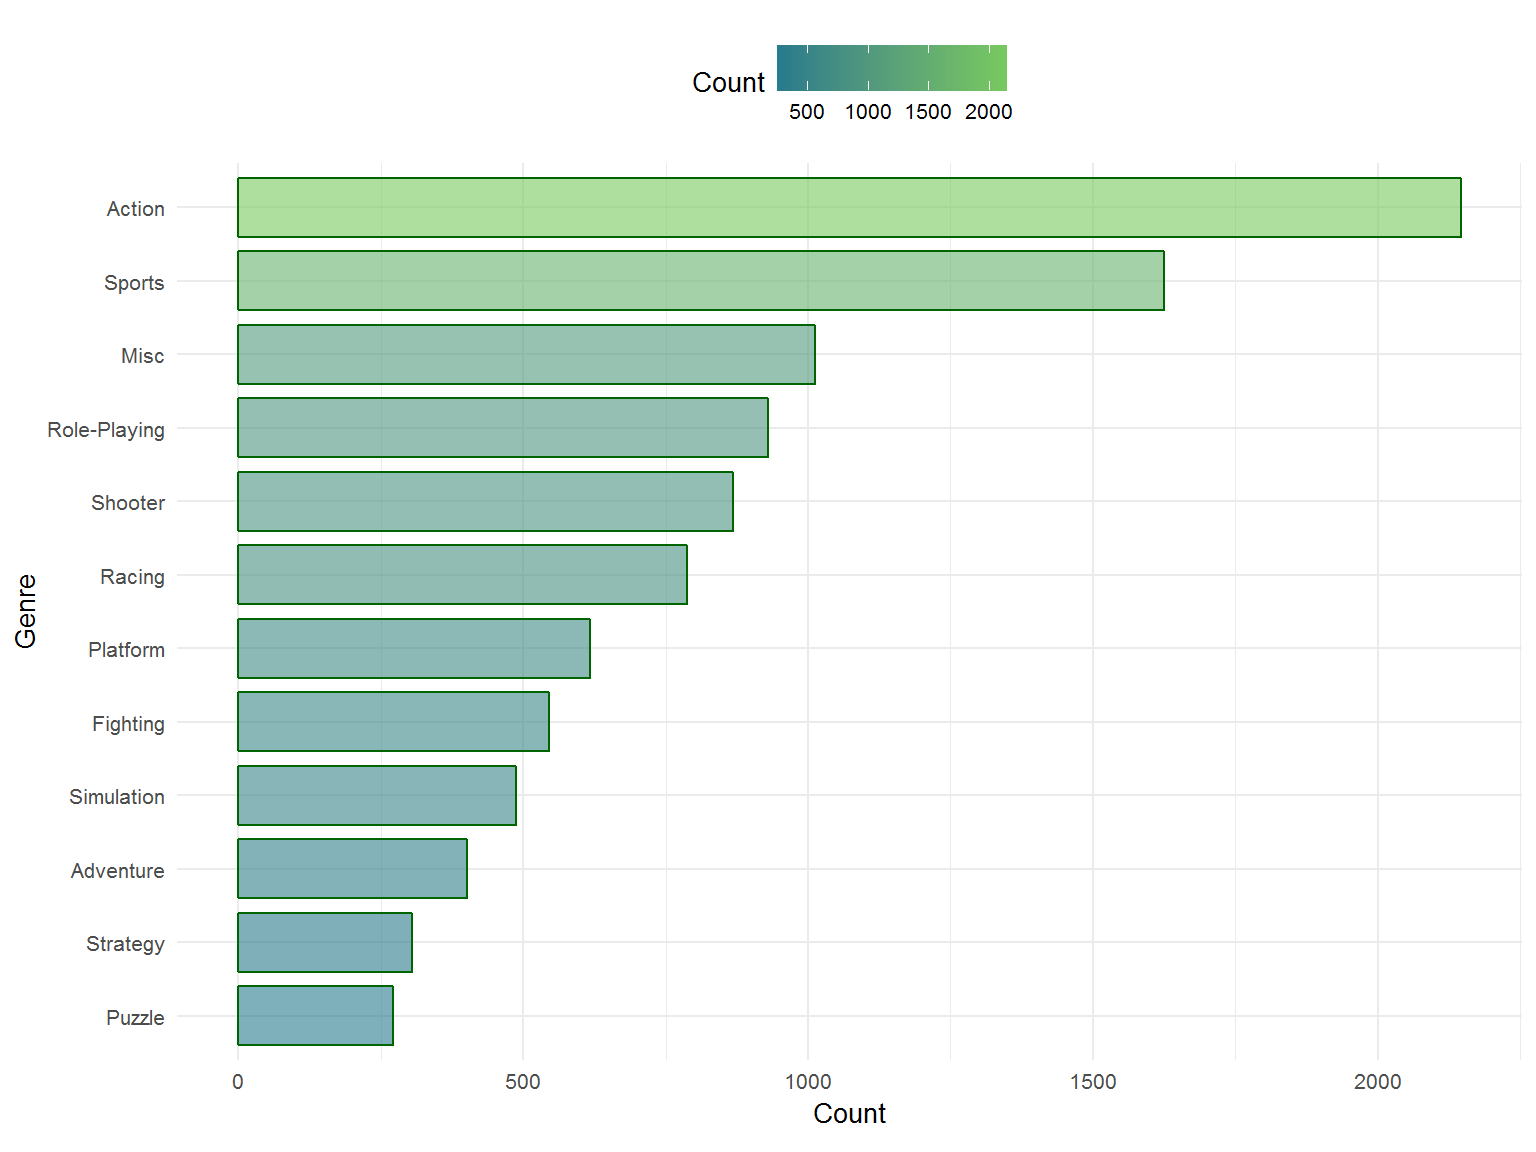 Count
500 1000 1500 2000
Action
Sports
Misc
Role-Playing
Shooter
Racing
Platform
Fighting
Simulation
Adventure
Strategy
Puzzle
Genre
0 500 1000 1500 2000
Count